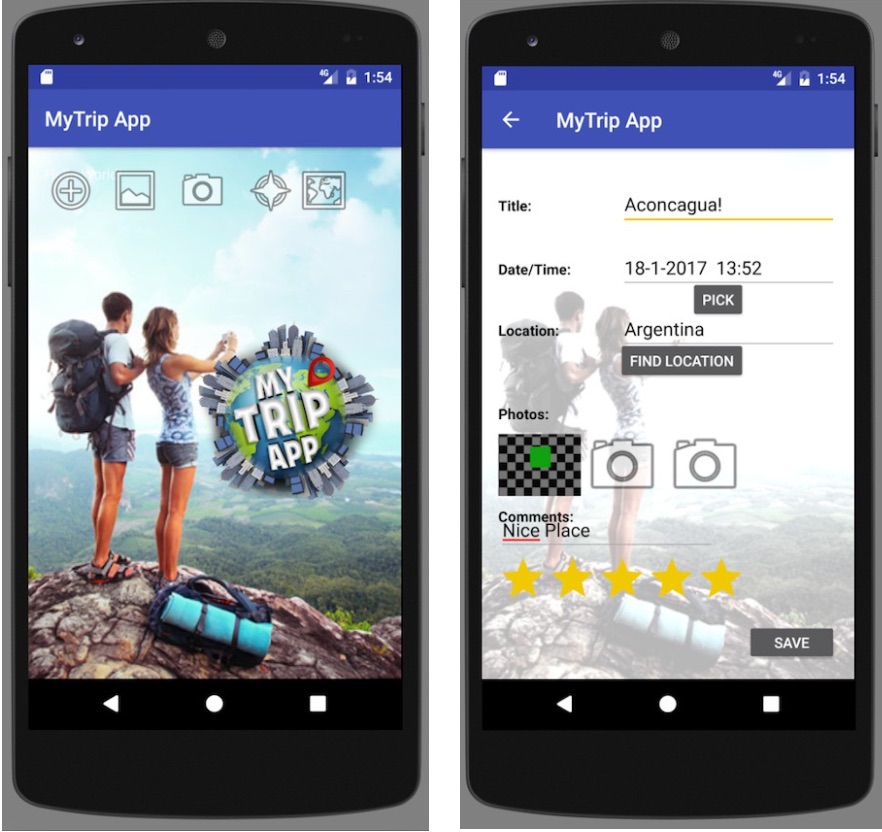 4G 1:54
MyTrip App
MY
TRIP
APP
4G 1:54
MyTrip App
Title: Aconcagua!
Date/Time: 18-1-2017 13:52
PICK
Location: Argentina
FIND LOCATION
Photos:
Comments:
Nice Place
SAVE